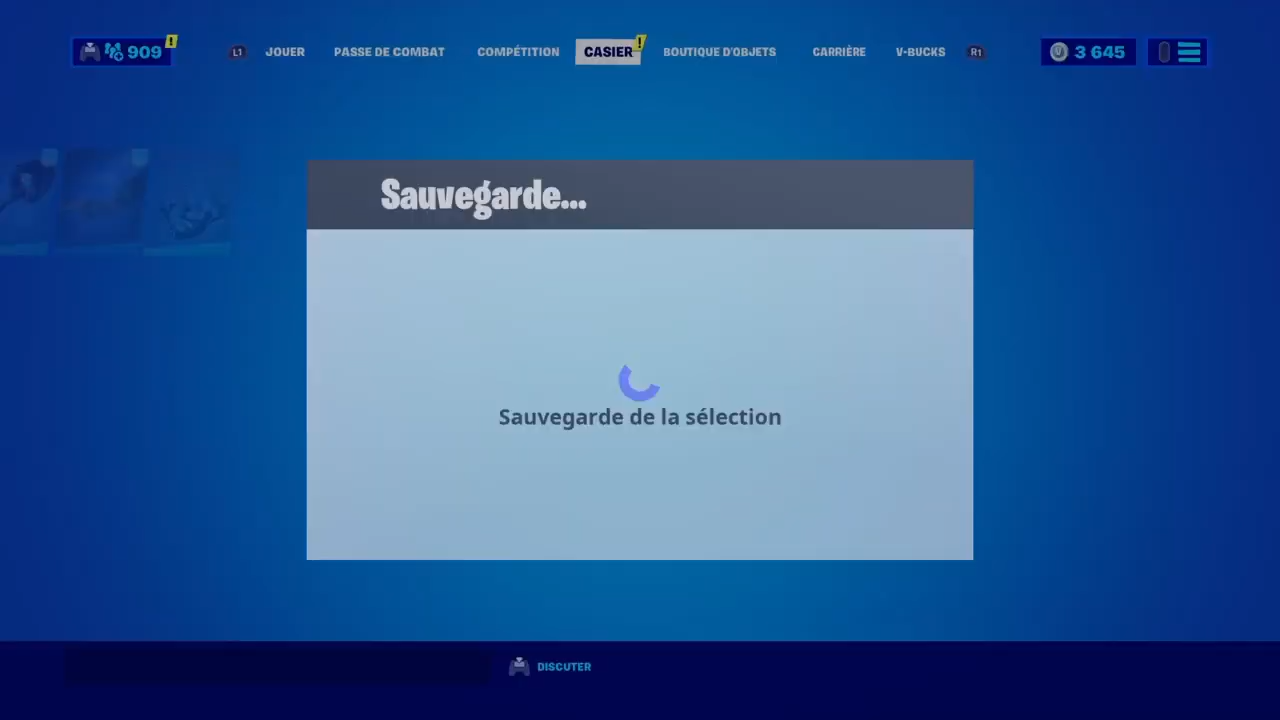 909
!
L1
JOUER
PASSE DE COMBAT
COMPÉTITION
CASIER
!
BOUTIQUE D'OBJETS
CARRIÈRE
V-BUCKS
R1
3 645
Sauvegarde...
Sauvegarde de la sélection
DISCUTER